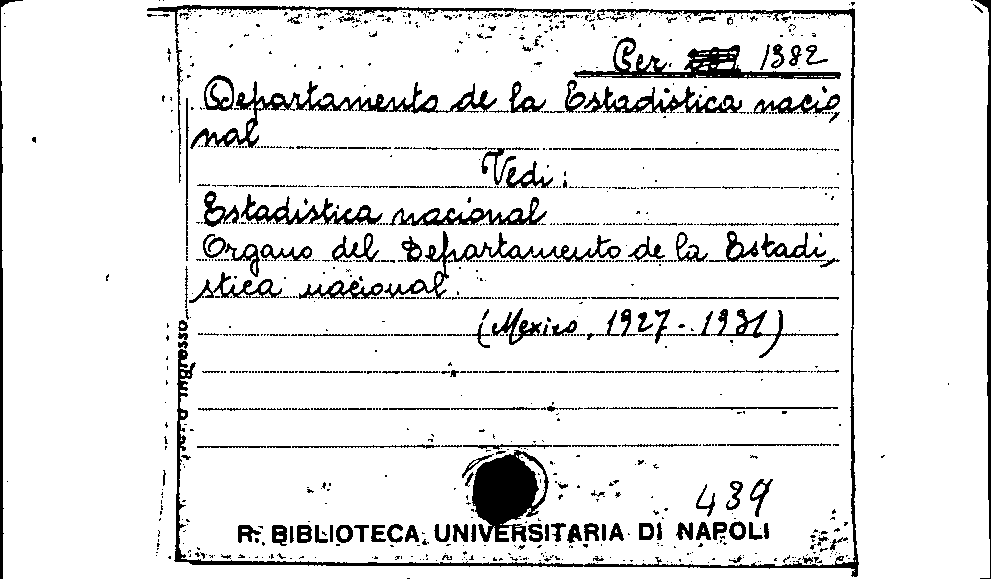 Per. 1382
Departamento de la Estadistica nacio,
nal
Vedi:
Estadistica nacional
Organo del Departamento de la Estadi,
stica nacional.
(Mexico, 1927-1931)
439
R. BIBLIOTECA UNIVERSITARIA DI NAPOLI